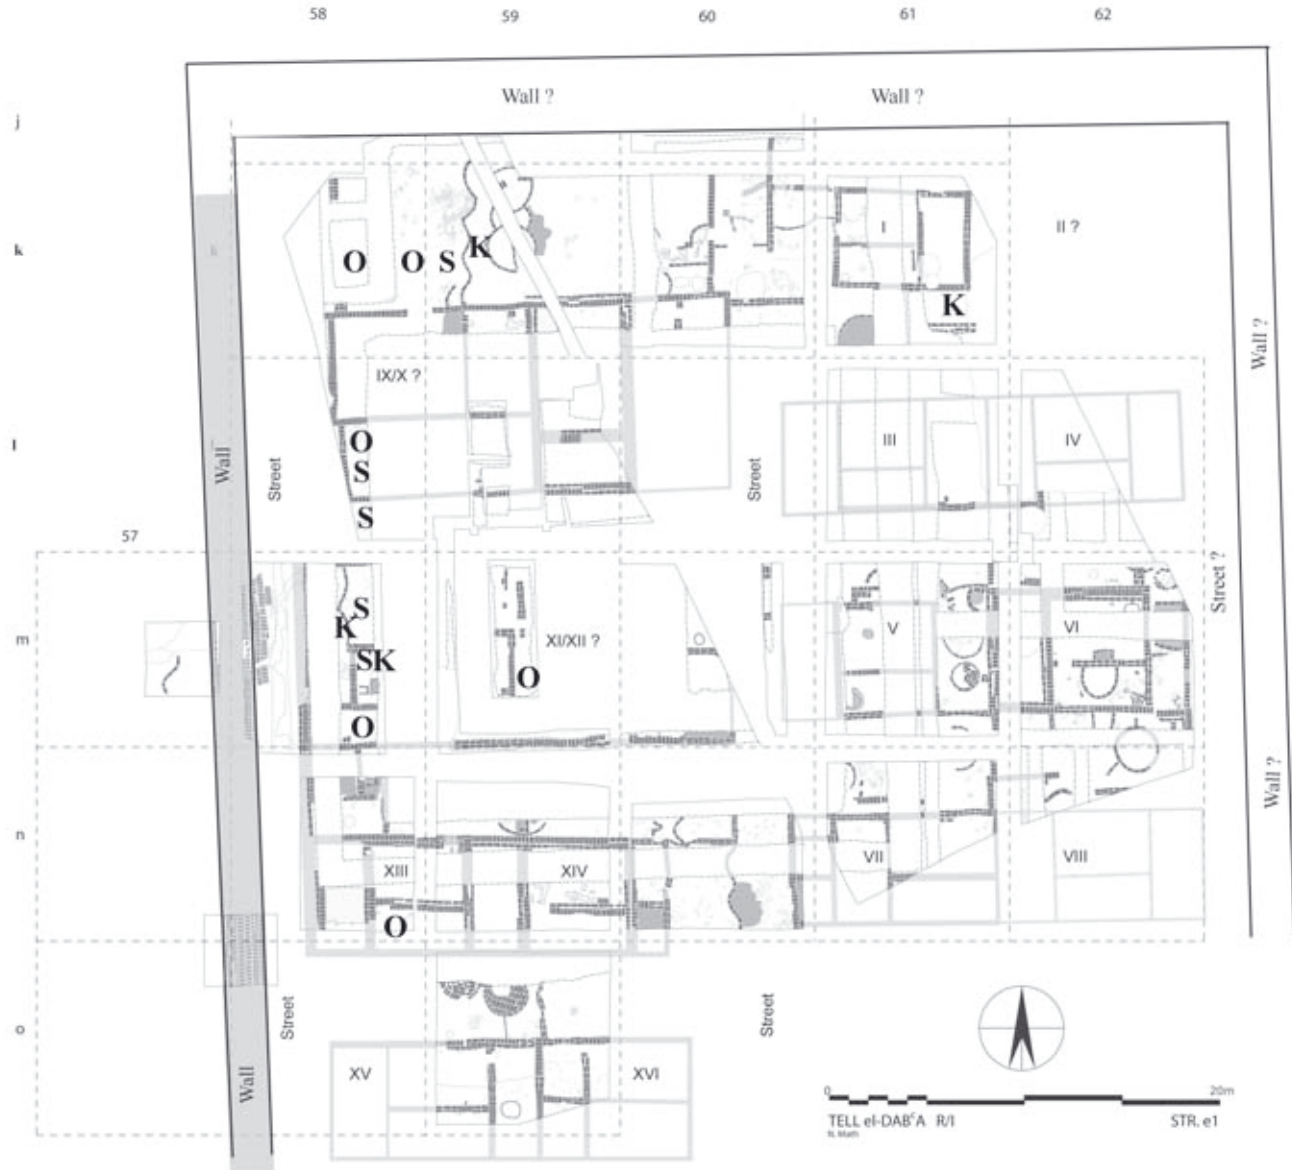 58 59 60 61 62
Wall ? Wall ?
j
I II ?
k
O O S K
K
Wall ?
IX/X ?
O
III IV
l
S
Wall
Street
Street
S
57
Street ?
S
V VI
m
K
XI/XII ?
SK
O
O
Wall ?
n
XIII XIV VII VIII
O
Street
Street
o
XV XVI
Wall
0 20m
TELL el-DABᶜA R/I STR. e1
N. Math